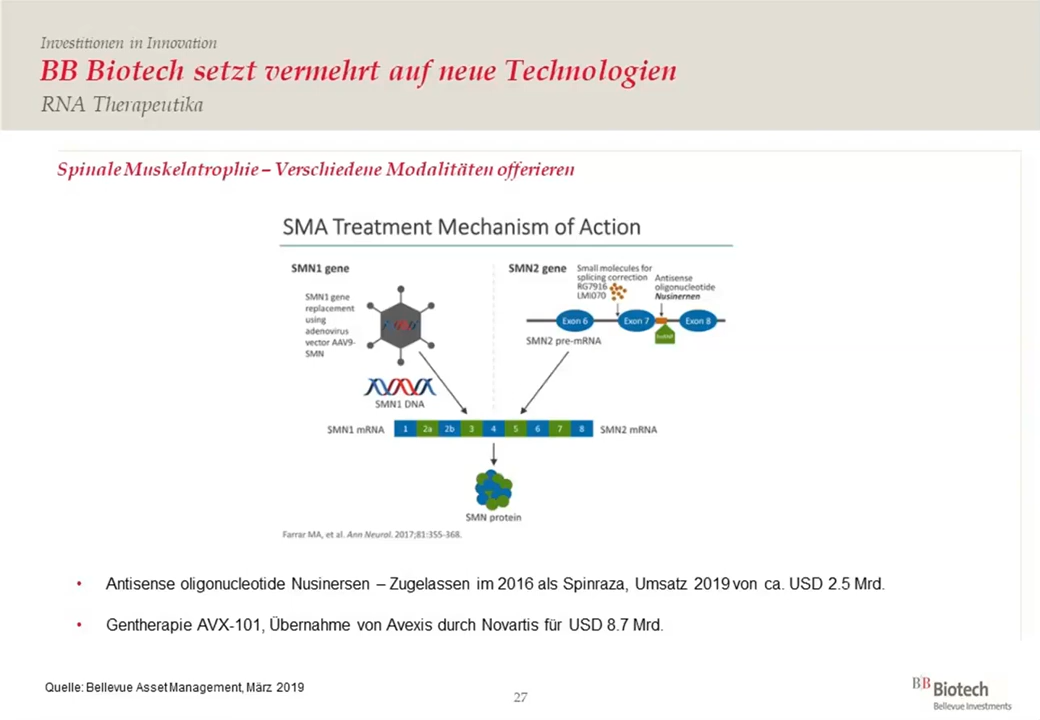 Investitionen in Innovation
BB Biotech setzt vermehrt auf neue Technologien
RNA Therapeutika
Spinale Muskelatrophie – Verschiedene Modalitäten offerieren
SMA Treatment Mechanism of Action
SMN1 gene
SMN1 gene
replacement
using
adenovirus
vector AAV9-
SMN
SMN1 DNA
SMN2 gene
Small molecules for
splicing correction
RG7916
LMI070
Antisense
oligonucleotide
Nusinernen
Exon 6
Exon 7
Exon 8
SMN2 pre-mRNA
SMN1 mRNA
1 2a 2b 3 4 5 6 7 8
SMN2 mRNA
SMN protein
Farrar MA, et al. Ann Neurol. 2017;81:355-368.
• Antisense oligonucleotide Nusinersen – Zugelassen im 2016 als Spinraza, Umsatz 2019 von ca. USD 2.5 Mrd.
• Gentherapie AVX-101, Übernahme von Avexis durch Novartis für USD 8.7 Mrd.
Quelle: Bellevue Asset Management, März 2019
27
BB Biotech
Bellevue Investments